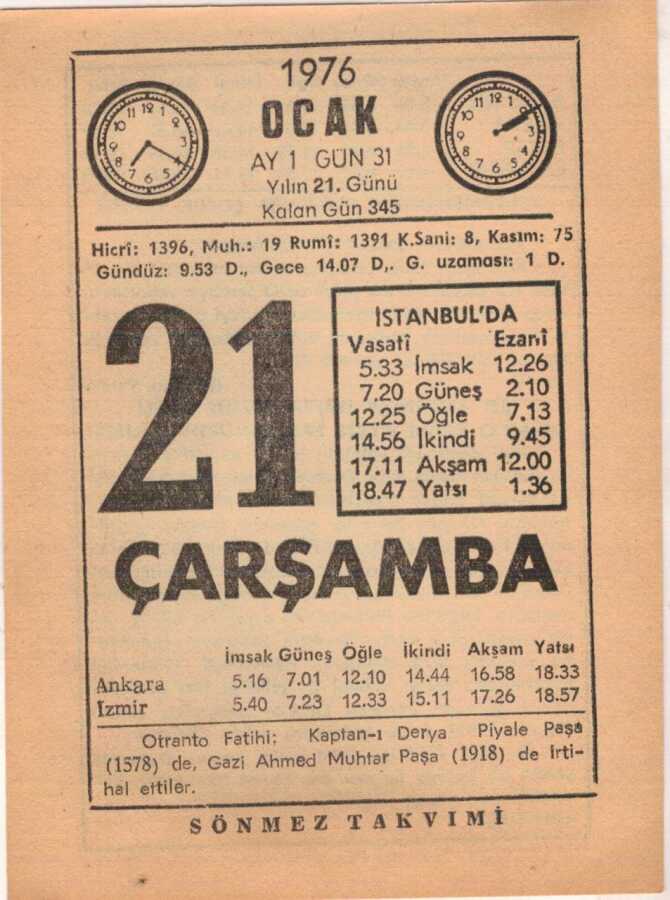 1976
OCAK
AY 1 GÜN 31
Yılın 21. Günü
Kalan Gün 345
Hicrî: 1396, Muh.: 19 Rumî: 1391 K.Sani: 8, Kasım: 75
Gündüz: 9.53 D., Gece 14.07 D,. G. uzaması: 1 D.
21
İSTANBUL'DA
Vasatî Ezanî
5.33 İmsak 12.26
7.20 Güneş 2.10
12.25 Öğle 7.13
14.56 İkindi 9.45
17.11 Akşam 12.00
18.47 Yatsı 1.36
ÇARŞAMBA
İmsak Güneş Öğle İkindi Akşam Yatsı
Ankara 5.16 7.01 12.10 14.44 16.58 18.33
İzmir 5.40 7.23 12.33 15.11 17.26 18.57
Otranto Fatihi; Kaptan-ı Derya Piyale Paşa
(1578) de, Gazi Ahmed Muhtar Paşa (1918) de irti-
hal ettiler.
SÖNMEZ TAKVİMİ